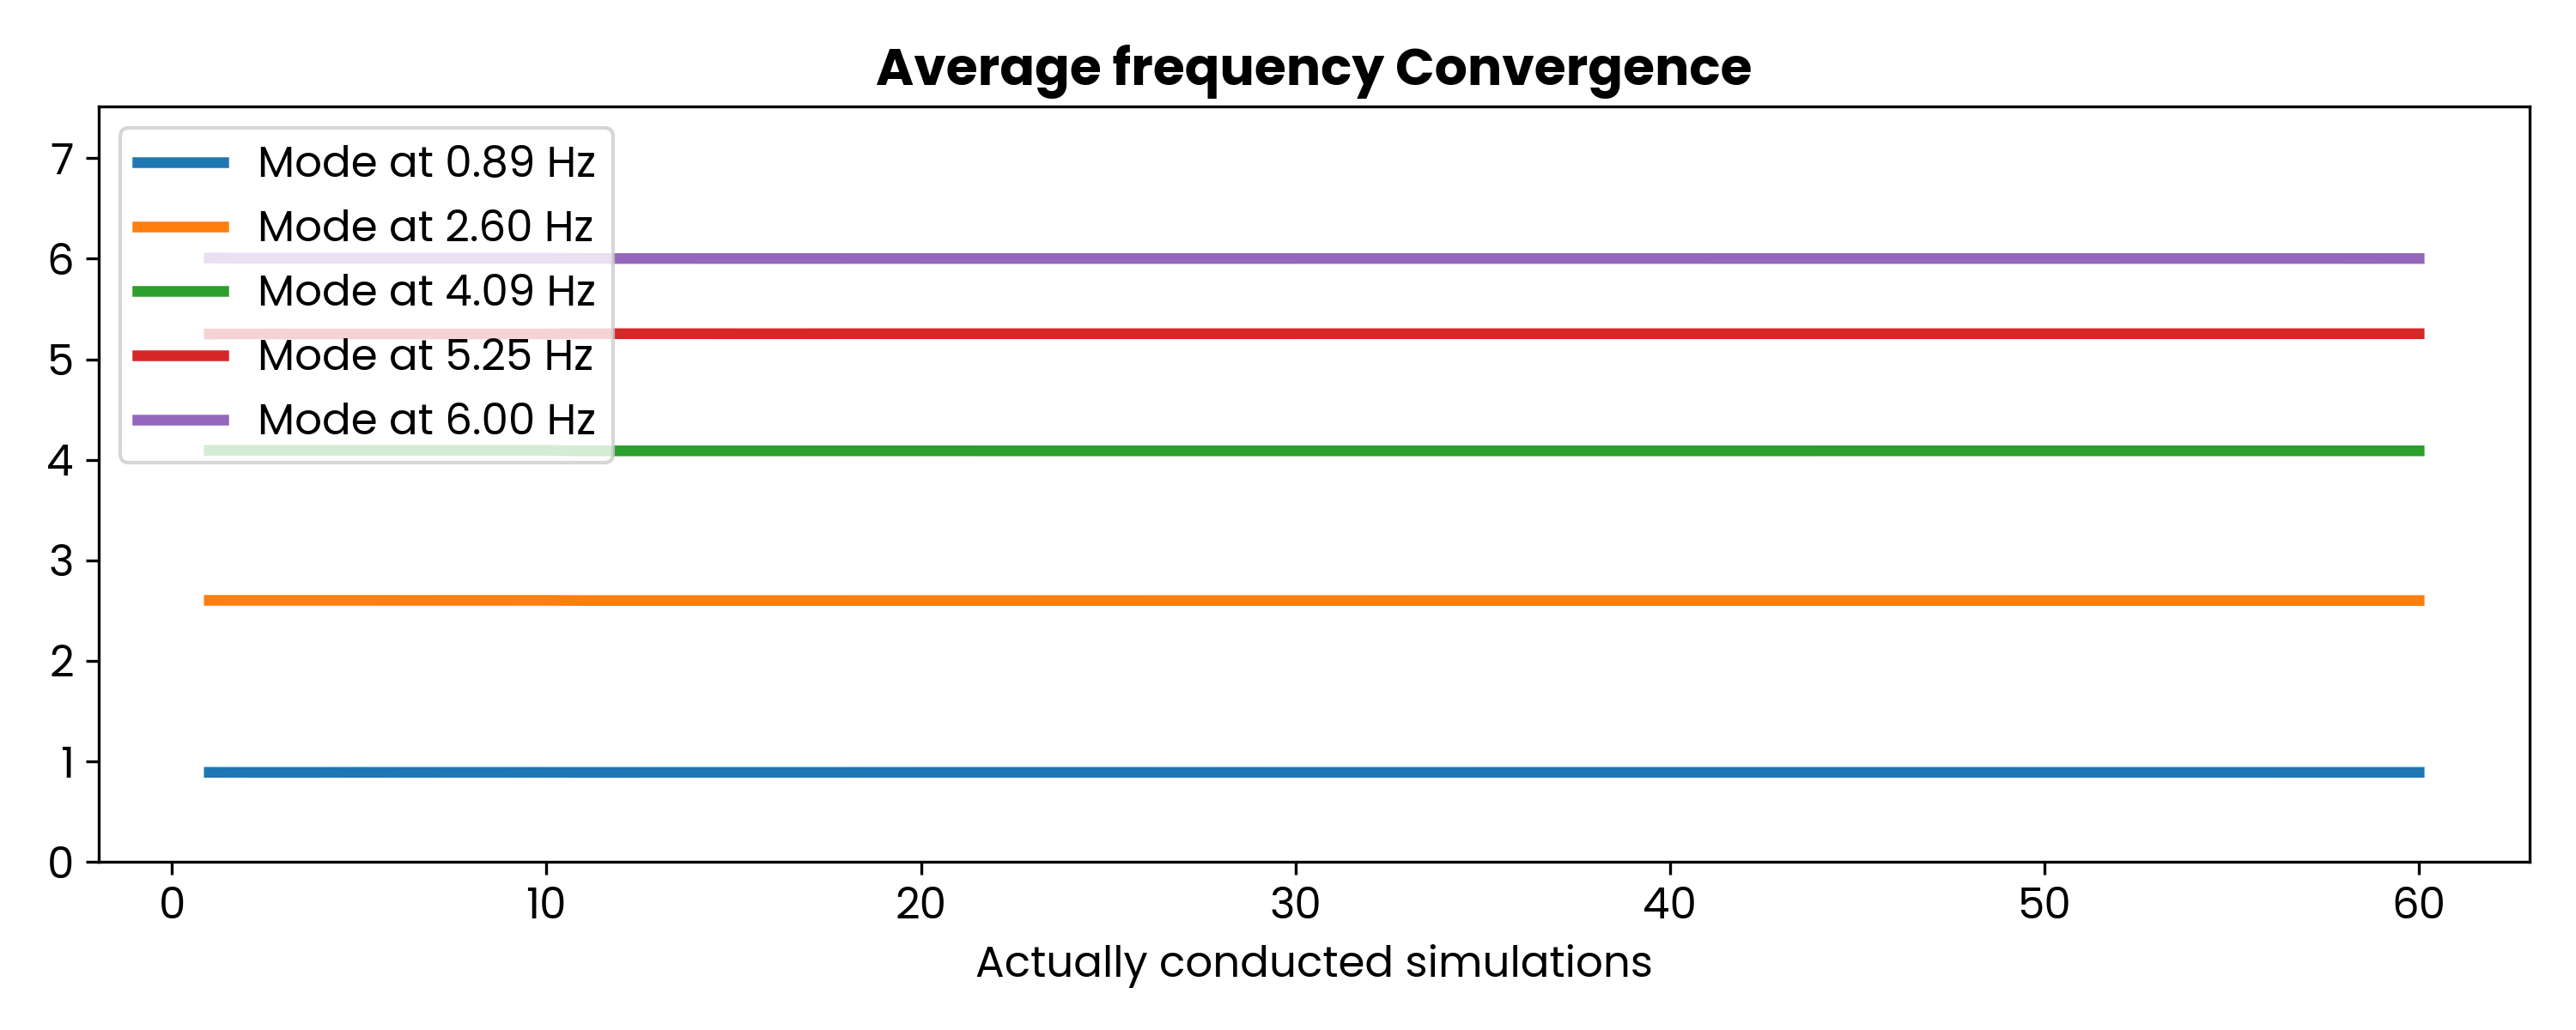 Average frequency Convergence
7
6
5
4
3
2
1
0
Mode at 0.89 Hz
Mode at 2.60 Hz
Mode at 4.09 Hz
Mode at 5.25 Hz
Mode at 6.00 Hz
0 10 20 30 40 50 60
Actually conducted simulations